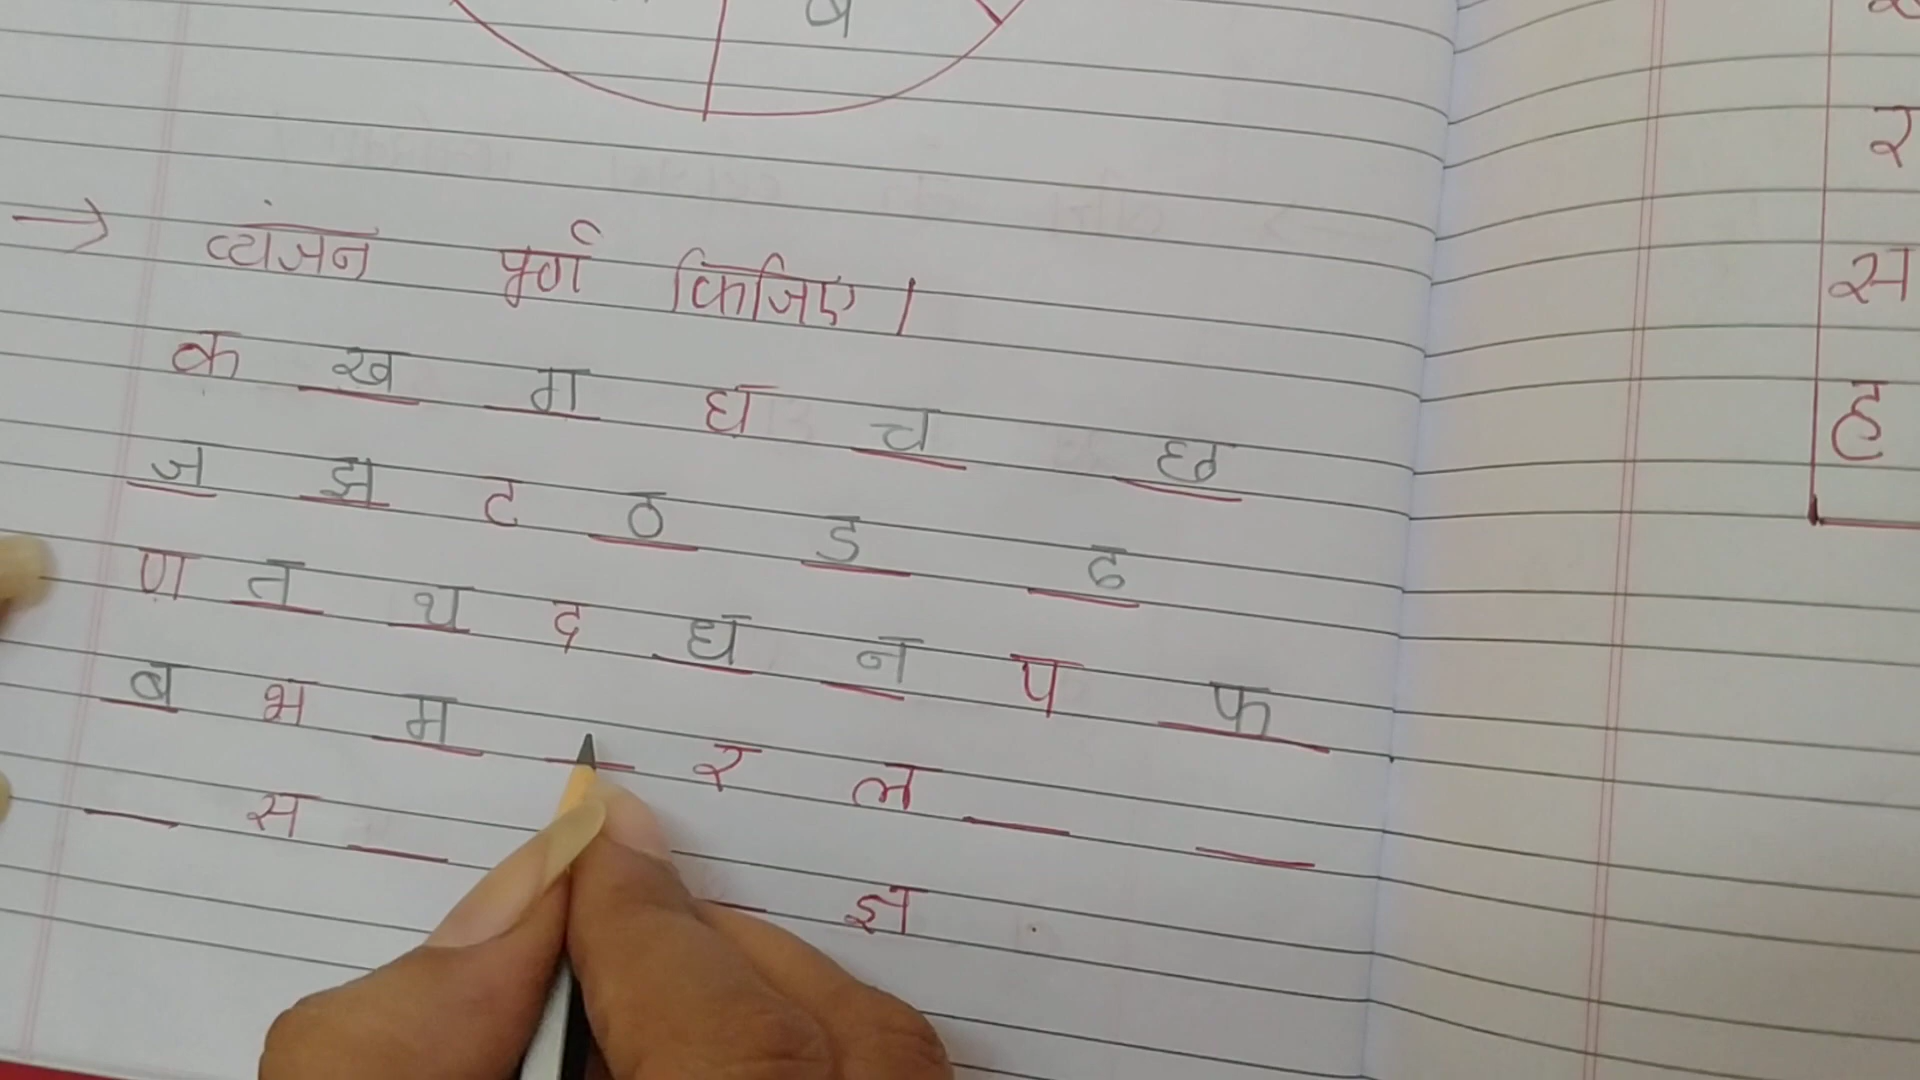 ब
व्यंजन पूर्ण किजिए।
क ख ग घ च छ
ज झ ट ठ ड ढ
ण त थ द ध न प फ
ब भ म र ल
स ज्ञ
र
स
ह